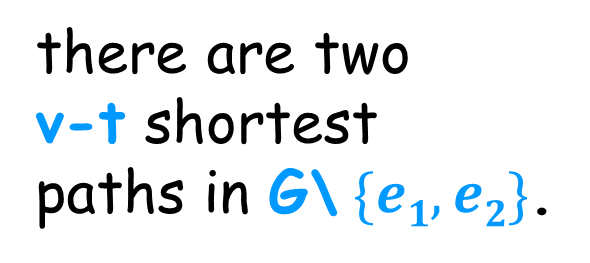 there are two
v-t shortest
paths in G\ {e₁, e₂}.